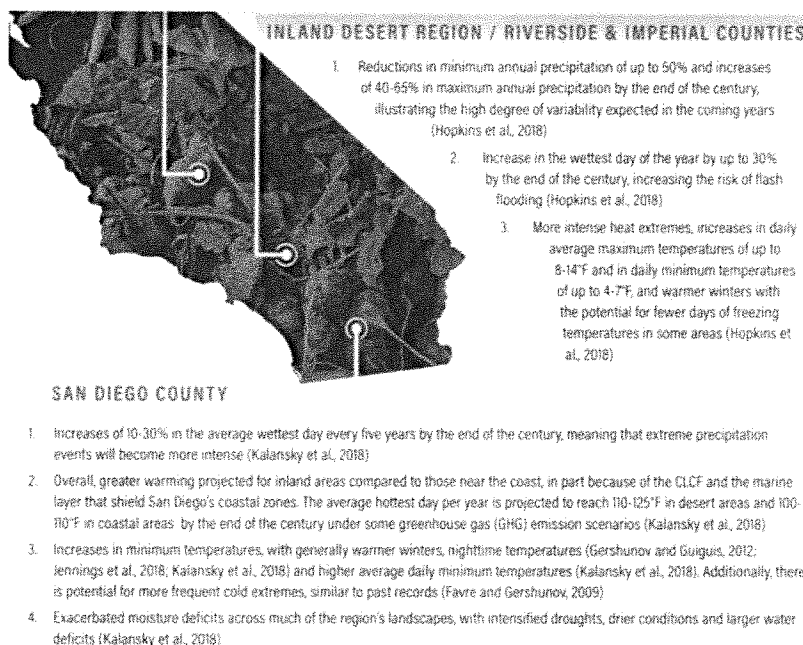 INLAND DESERT REGION / RIVERSIDE & IMPERIAL COUNTIES
1. Reductions in minimum annual precipitation of up to 50% and increases
of 40-65% in maximum annual precipitation by the end of the century,
illustrating the high degree of variability expected in the coming years
(Hopkins et al., 2018)
2. Increase in the wettest day of the year by up to 30%
by the end of the century, increasing the risk of flash
flooding (Hopkins et al., 2018)
3. More intense heat extremes, increases in daily
average maximum temperatures of up to
8-14°F and in daily minimum temperatures
of up to 4-7°F, and warmer winters with
the potential for fewer days of freezing
temperatures in some areas (Hopkins et
al., 2018)
SAN DIEGO COUNTY
1. Increases of 10-30% in the average wettest day every five years by the end of the century, meaning that extreme precipitation
events will become more intense (Kalansky et al., 2018)
2. Overall, greater warming projected for inland areas compared to those near the coast, in part because of the CLCF and the marine
layer that shield San Diego's coastal zones. The average hottest day per year is projected to reach 110-125°F in desert areas and 100-
110°F in coastal areas by the end of the century under some greenhouse gas (GHG) emission scenarios (Kalansky et al., 2018)
3. Increases in minimum temperatures, with generally warmer winters, nighttime temperatures (Gershunov and Guiguis, 2012;
Jennings et al., 2018; Kalansky et al., 2018) and higher average daily minimum temperatures (Kalansky et al., 2018). Additionally, there
is potential for more frequent cold extremes, similar to past records (Favre and Gershunov, 2009)
4. Exacerbated moisture deficits across much of the region's landscapes, with intensified droughts, drier conditions and larger water
deficits (Kalansky et al., 2018)